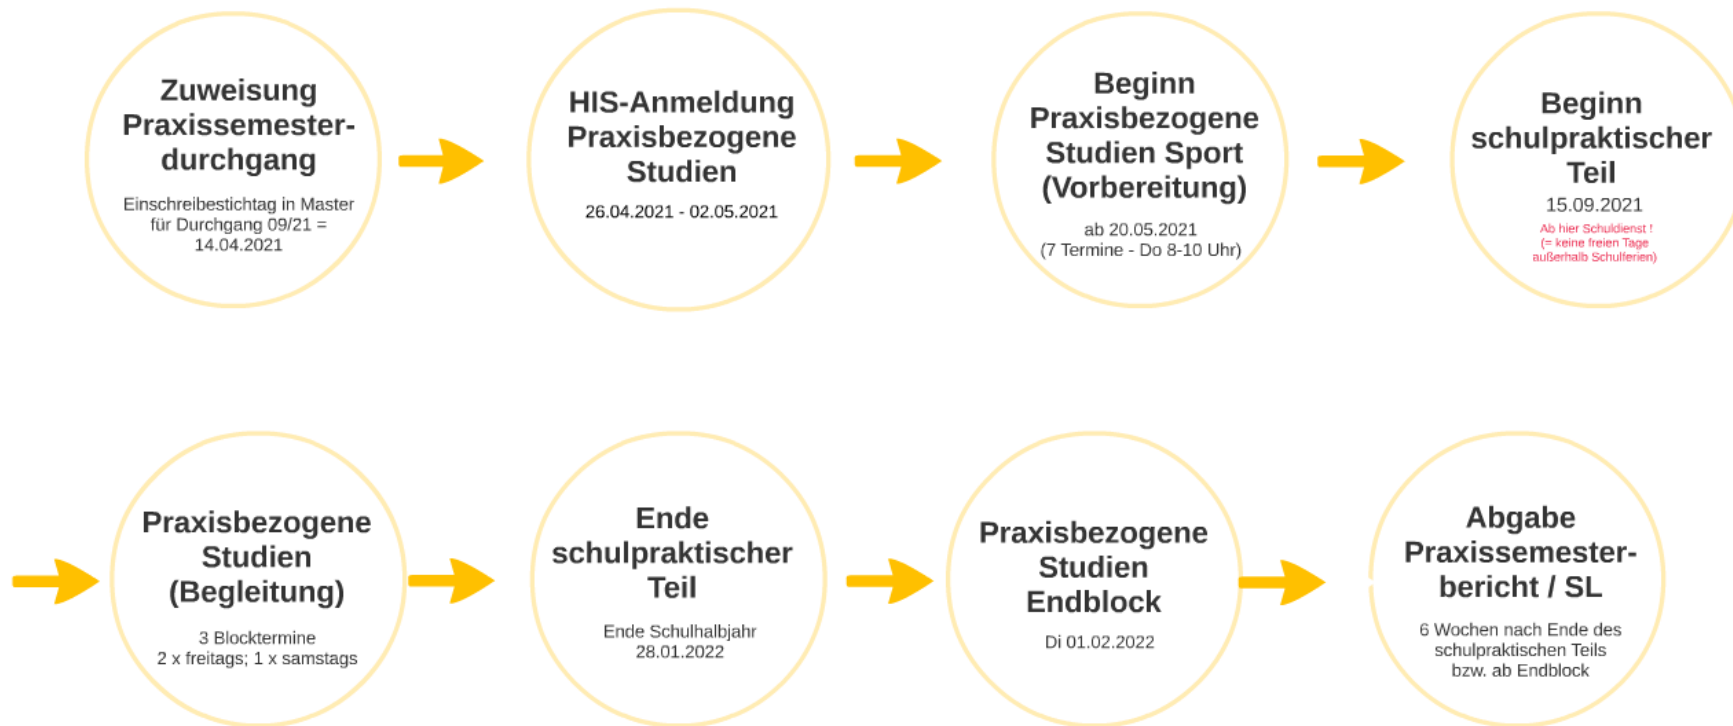 Zuweisung
Praxissemester-
durchgang
Einschreibestichtag in Master
für Durchgang 09/21 =
14.04.2021
HIS-Anmeldung
Praxisbezogene
Studien
26.04.2021 - 02.05.2021
Beginn
Praxisbezogene
Studien Sport
(Vorbereitung)
ab 20.05.2021
(7 Termine - Do 8-10 Uhr)
Beginn
schulpraktischer
Teil
15.09.2021
Ab hier Schuldienst !
(= keine freien Tage
außerhalb Schulferien)
Praxisbezogene
Studien
(Begleitung)
3 Blocktermine
2 x freitags; 1 x samstags
Ende
schulpraktischer
Teil
Ende Schulhalbjahr
28.01.2022
Praxisbezogene
Studien
Endblock
Di 01.02.2022
Abgabe
Praxissemester-
bericht / SL
6 Wochen nach Ende des
schulpraktischen Teils
bzw. ab Endblock